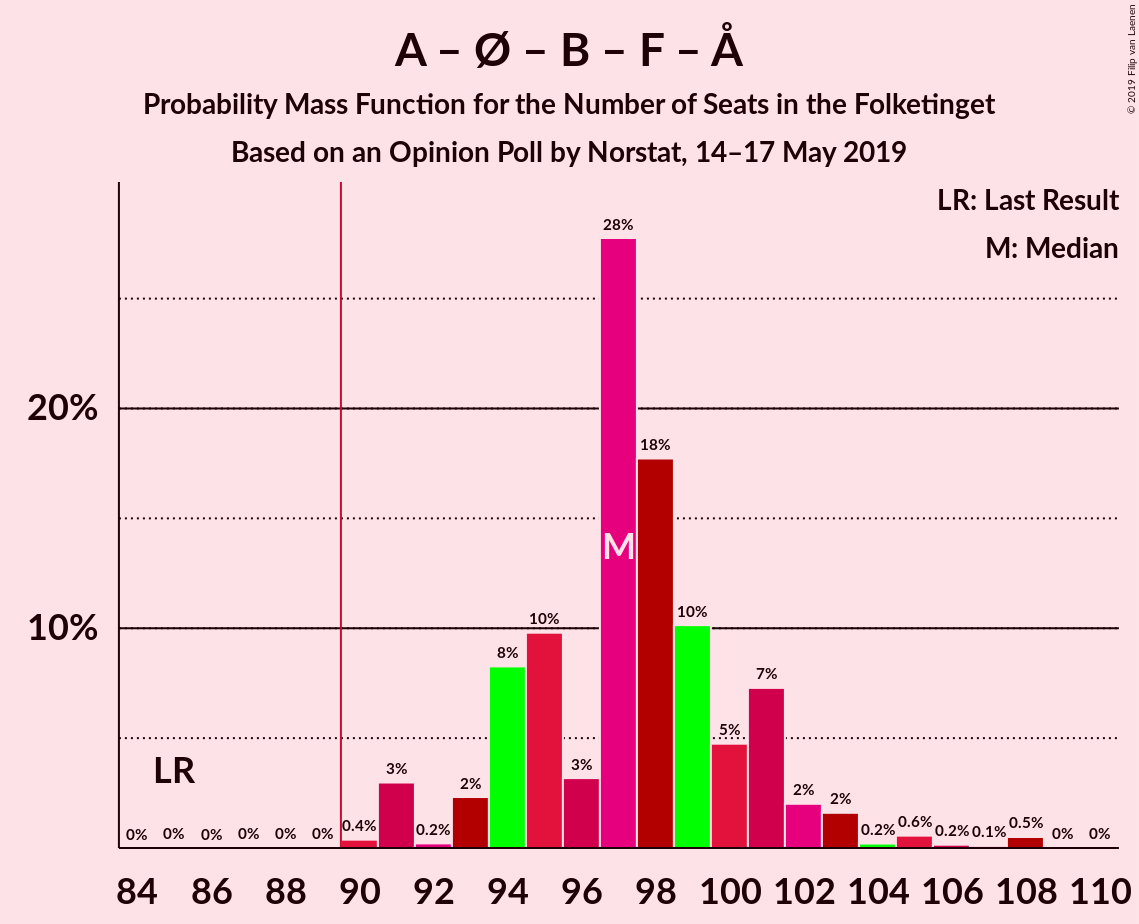 A – Ø – B – F – Å
Probability Mass Function for the Number of Seats in the Folketinget
Based on an Opinion Poll by Norstat, 14–17 May 2019
© 2019 Filip van Laenen
LR: Last Result
M: Median
28%
20%
18%
M
10%
10%
10%
8%
7%
5%
LR
3%
3%
2%
2%
2%
0% 0% 0% 0% 0% 0% 0.4% 0.2% 0.2% 0.6% 0.2% 0.1% 0.5% 0% 0%
84 86 88 90 92 94 96 98 100 102 104 106 108 110